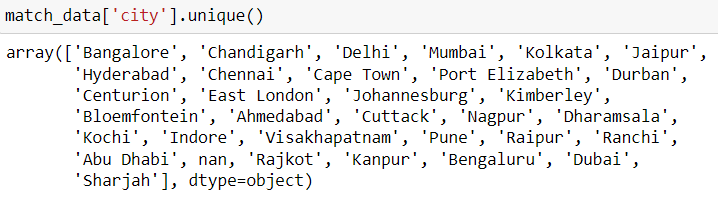 match_data['city'].unique()
array(['Bangalore', 'Chandigarh', 'Delhi', 'Mumbai', 'Kolkata', 'Jaipur',
'Hyderabad', 'Chennai', 'Cape Town', 'Port Elizabeth', 'Durban',
'Centurion', 'East London', 'Johannesburg', 'Kimberley',
'Bloemfontein', 'Ahmedabad', 'Cuttack', 'Nagpur', 'Dharamsala',
'Kochi', 'Indore', 'Visakhapatnam', 'Pune', 'Raipur', 'Ranchi',
'Abu Dhabi', nan, 'Rajkot', 'Kanpur', 'Bengaluru', 'Dubai',
'Sharjah'], dtype=object)